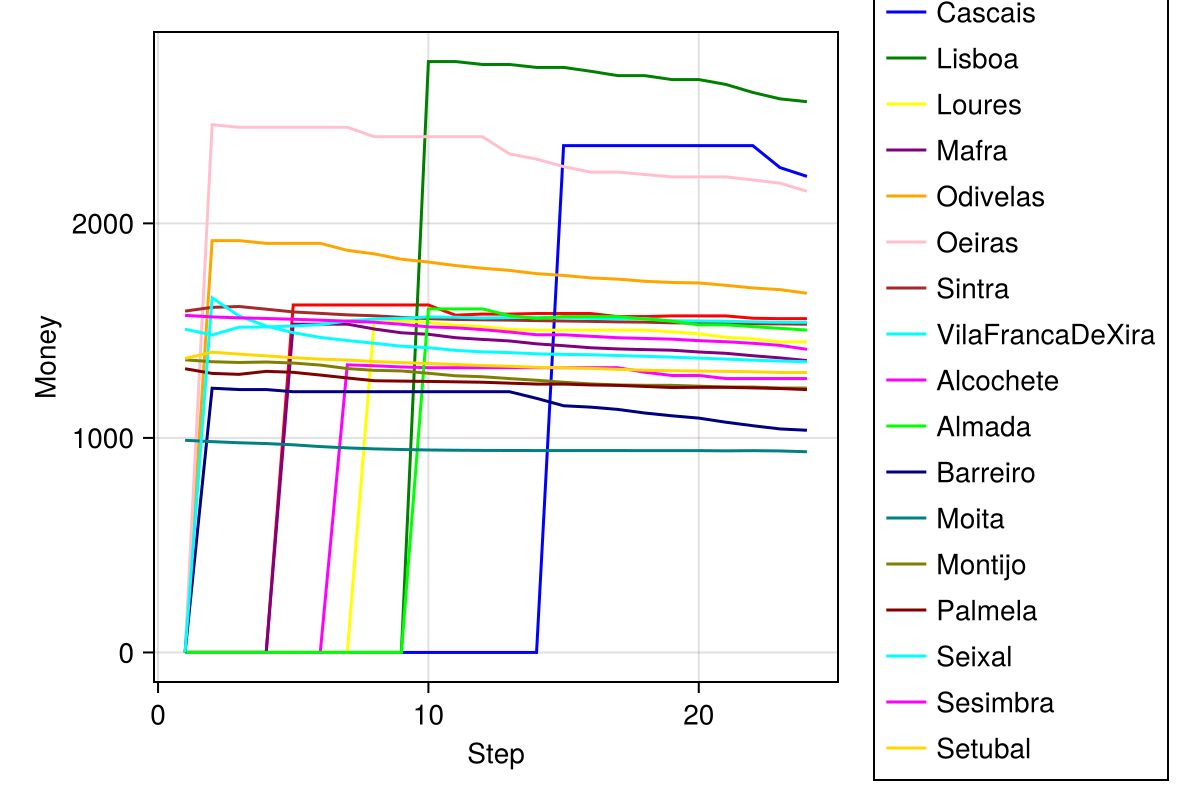 Money
2000
1000
0
0
10
20
Step
Cascais
Lisboa
Loures
Mafra
Odivelas
Oeiras
Sintra
VilaFrancaDeXira
Alcochete
Almada
Barreiro
Moita
Montijo
Palmela
Seixal
Sesimbra
Setubal